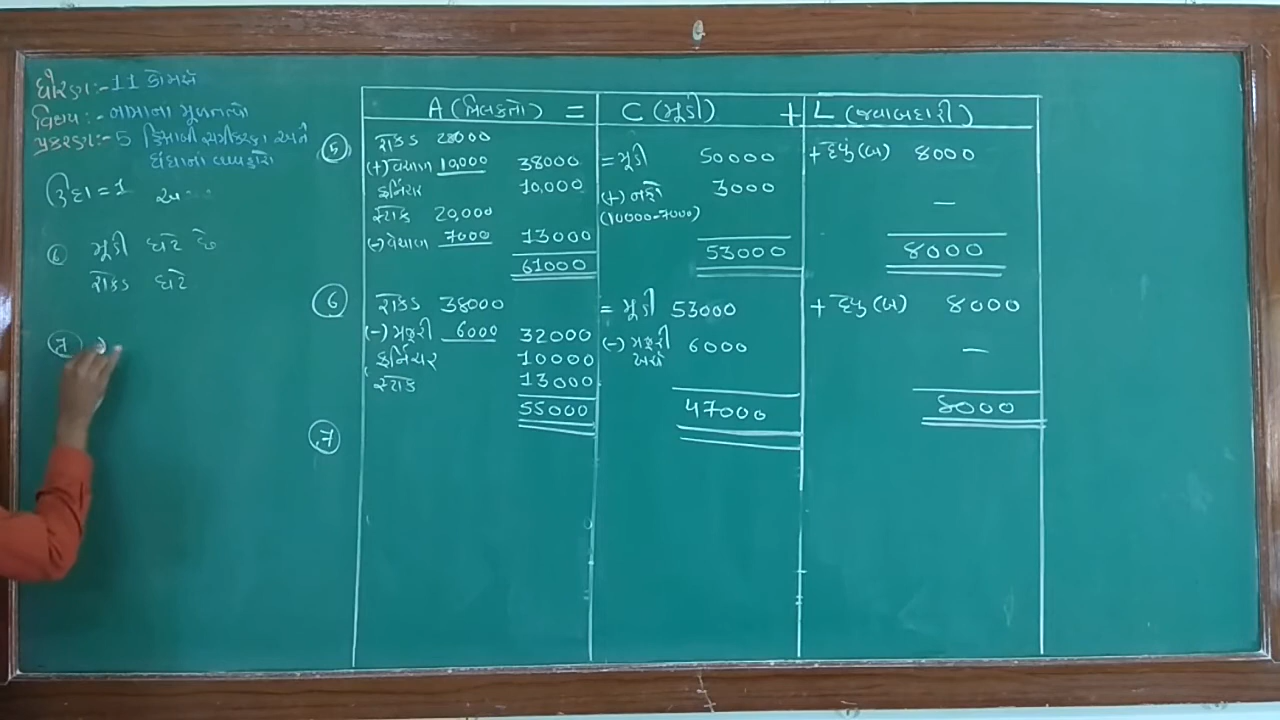 ધોરણ:- 11 કોમર્સ
વિષય:- નામાના મૂળતત્વો
પ્રકરણ:- 5 હિસાબી સમીકરણ અને
ધંધાના વ્યવહારો
ઉદા = 1
⑥ મૂડી ઘટે છે
રોકડ ઘટે
⑦
A (મિલકતો) = C (મૂડી) + L (જવાબદારી)
⑤ રોકડ 28000
(+) વેચાણ 10,000 38000 = મૂડી 50000 + દેવુ (બ) 8000
ફર્નિચર 10,000 (+) નફો 3000
સ્ટોક 20,000 (10000-7000) —
(-) વેચાણ 7000 13000
61000 53000 8000
⑥ રોકડ 38000 = મૂડી 53000 + દેવુ (બ) 8000
(-) મજૂરી 6000 32000 (-) મજૂરી 6000
ફર્નિચર 10000 ખર્ચ —
સ્ટોક 13000
55000 47000 8000
⑦